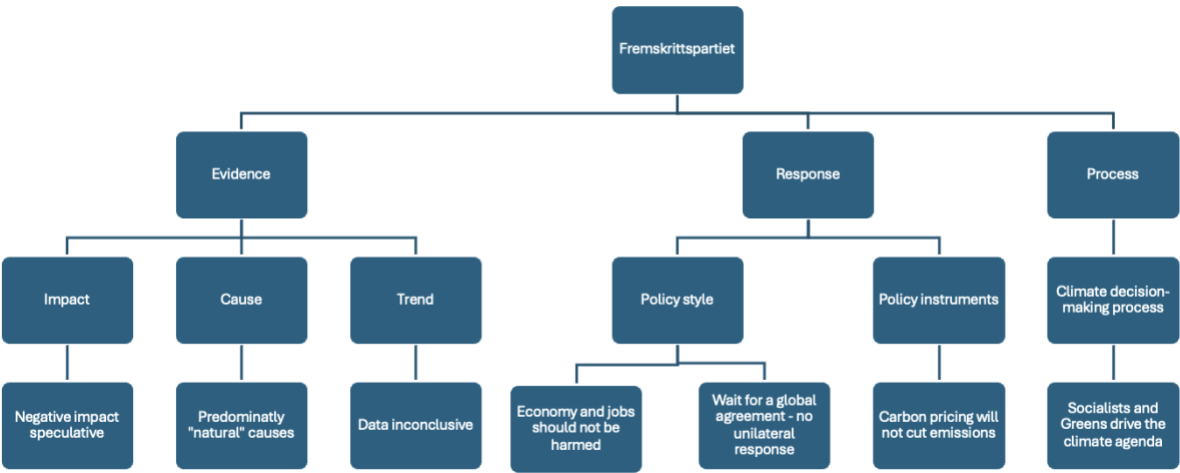 Fremskrittspartiet
Evidence
Response
Process
Impact
Cause
Trend
Policy style
Policy instruments
Climate decision-
making process
Negative impact
speculative
Predominatly
"natural" causes
Data inconclusive
Economy and jobs
should not be
harmed
Wait for a global
agreement - no
unilateral
response
Carbon pricing will
not cut emissions
Socialists and
Greens drive the
climate agenda